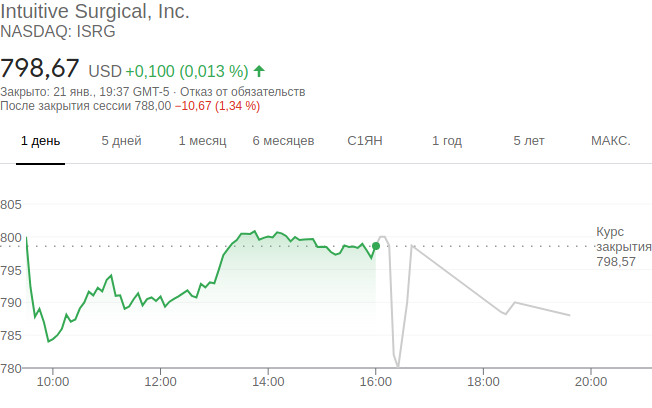 Intuitive Surgical, Inc.
NASDAQ: ISRG
798,67 USD +0,100 (0,013 %)
Закрыто: 21 янв., 19:37 GMT-5 · Отказ от обязательств
После закрытия сессии 788,00 −10,67 (1,34 %)
1 день 5 дней 1 месяц 6 месяцев С1ЯН 1 год 5 лет МАКС.
805
800
795
790
785
780
Курс
закрытия
798,57
10:00 12:00 14:00 16:00 18:00 20:00